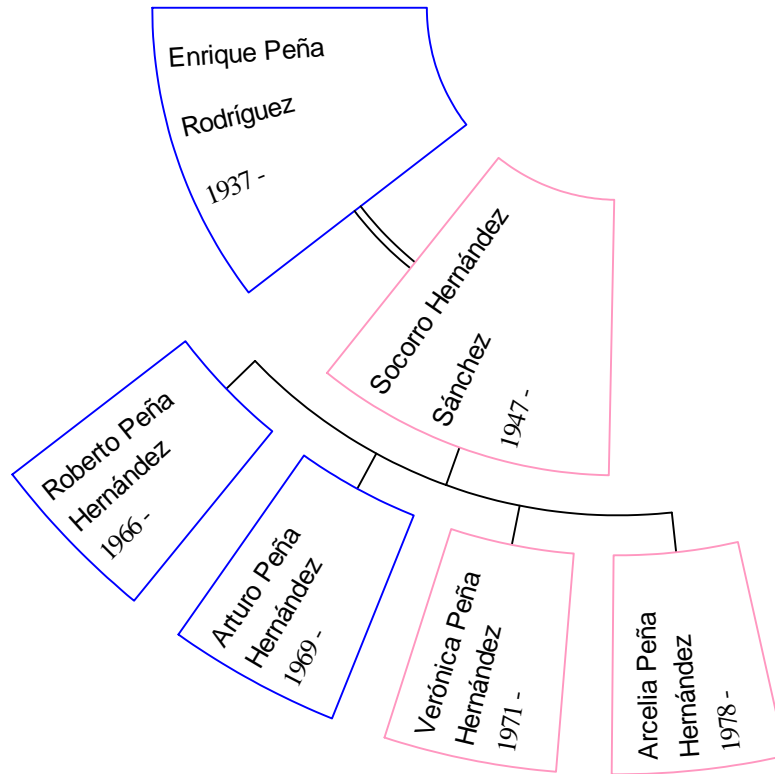 Enrique Peña
Rodríguez
1937 -
Socorro Hernández
Sánchez
1947 -
Roberto Peña
Hernández
1966 -
Arturo Peña
Hernández
1969 -
Verónica Peña
Hernández
1971 -
Arcelia Peña
Hernández
1978 -